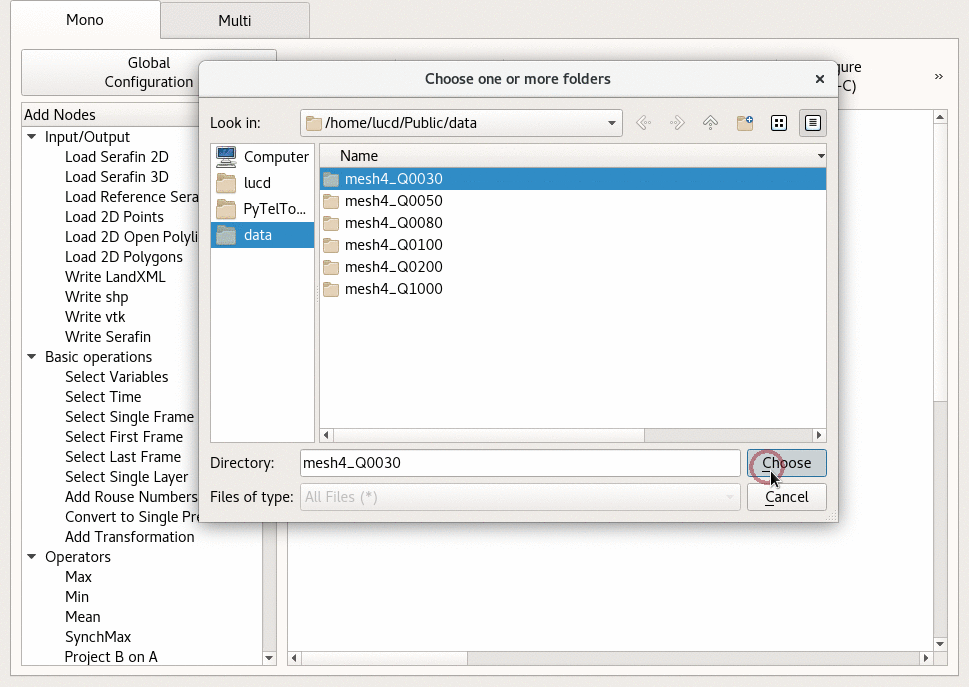 Mono
Multi
Global
Configuration
gure
-C)
»
Add Nodes
Input/Output
Load Serafin 2D
Load Serafin 3D
Load Reference Sera
Load 2D Points
Load 2D Open Polyli
Load 2D Polygons
Write LandXML
Write shp
Write vtk
Write Serafin
Basic operations
Select Variables
Select Time
Select Single Frame
Select First Frame
Select Last Frame
Select Single Layer
Add Rouse Numbers
Convert to Single Pre
Add Transformation
Operators
Max
Min
Mean
SynchMax
Project B on A
Choose one or more folders
Look in:
/home/lucd/Public/data
Computer
lucd
PyTelTo...
data
Name
mesh4_Q0030
mesh4_Q0050
mesh4_Q0080
mesh4_Q0100
mesh4_Q0200
mesh4_Q1000
Directory:
mesh4_Q0030
Choose
Files of type:
All Files (*)
Cancel